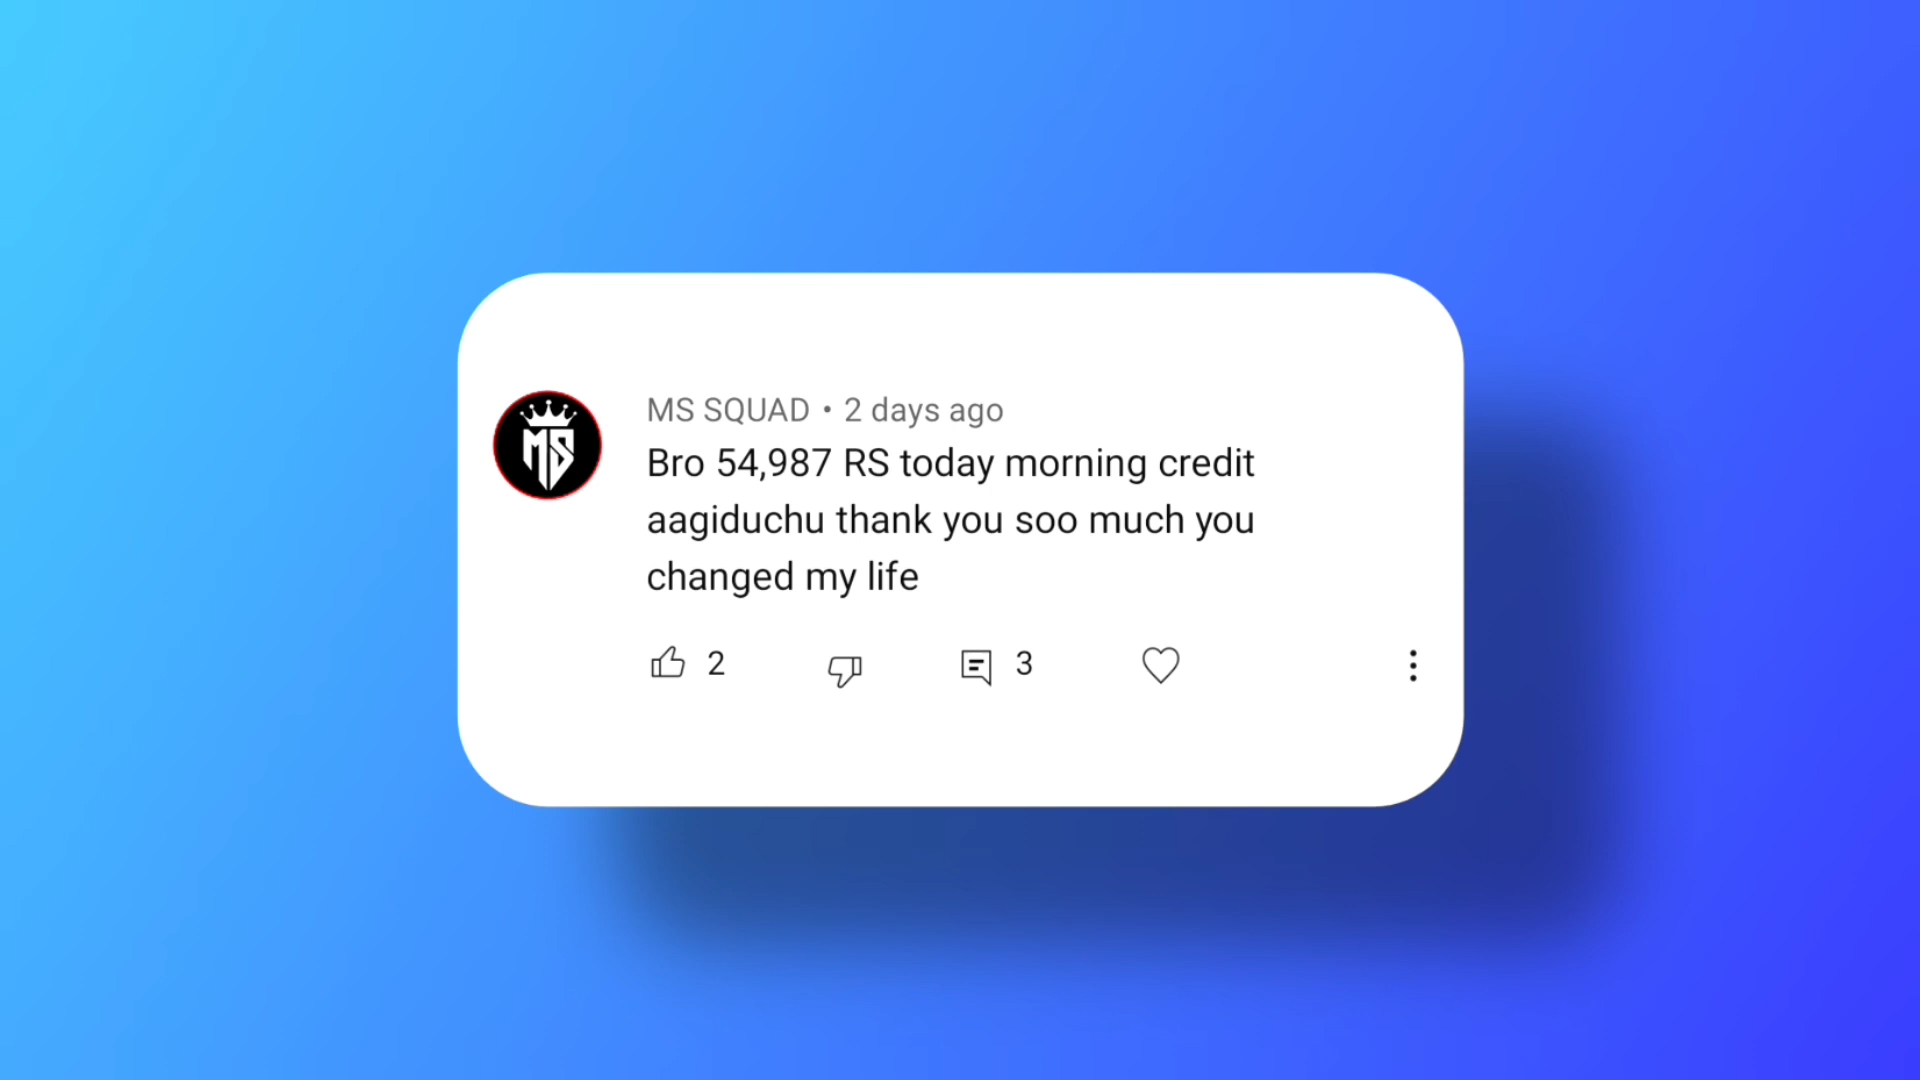 MS
MS SQUAD • 2 days ago
Bro 54,987 RS today morning credit
aagiduchu thank you soo much you
changed my life
2
3